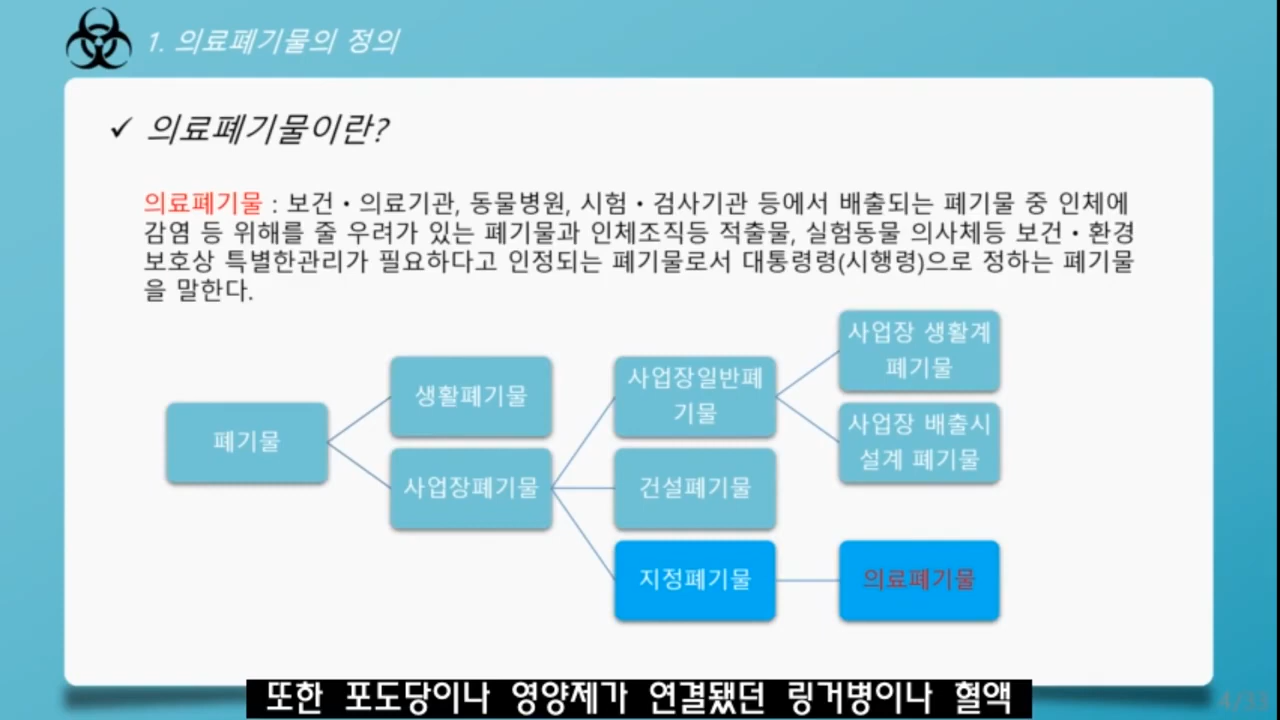 1. 의료폐기물의 정의
✓ 의료폐기물이란?
의료폐기물 : 보건・의료기관, 동물병원, 시험・검사기관 등에서 배출되는 폐기물 중 인체에
감염 등 위해를 줄 우려가 있는 폐기물과 인체조직등 적출물, 실험동물 의사체등 보건・환경
보호상 특별한관리가 필요하다고 인정되는 폐기물로서 대통령령(시행령)으로 정하는 폐기물
을 말한다.
폐기물
생활폐기물
사업장폐기물
사업장일반폐
기물
건설폐기물
지정폐기물
사업장 생활계
폐기물
사업장 배출시
설계 폐기물
의료폐기물
또한 포도당이나 영양제가 연결됐던 링거병이나 혈액
4/33